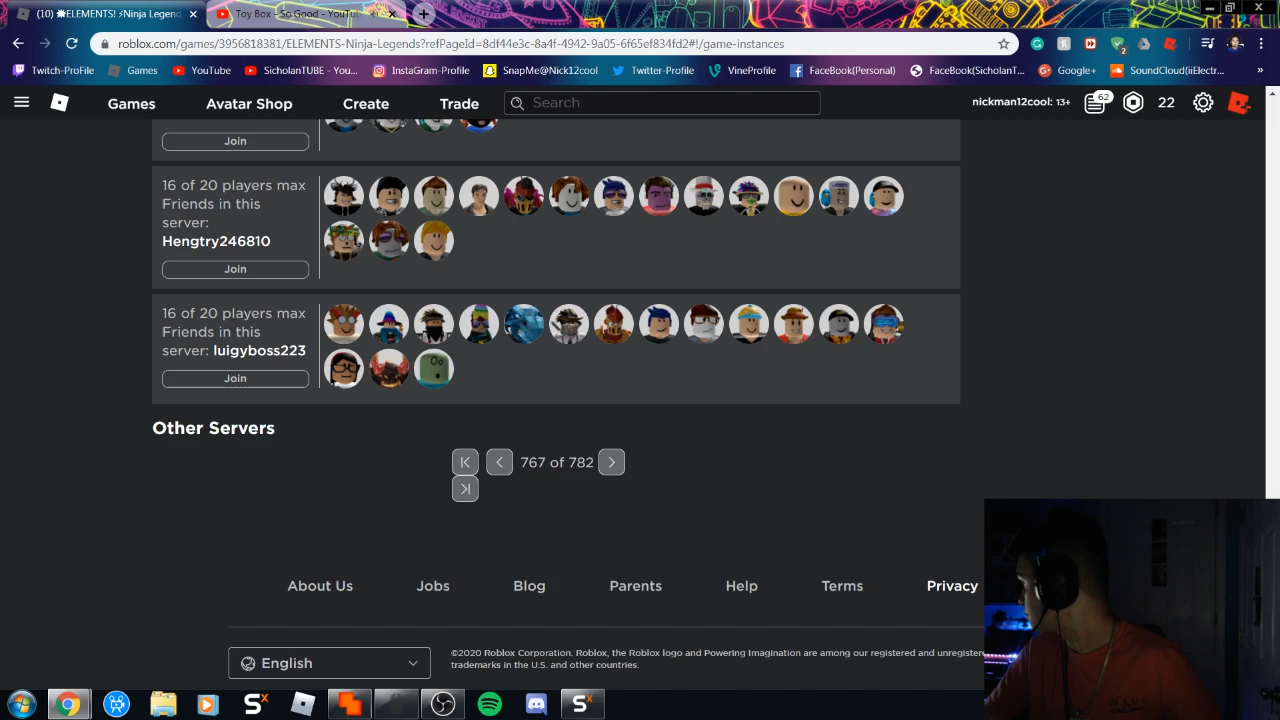 (10) ✸ELEMENTS! ⚡Ninja Legend
Toy Box - So Good - YouTu
roblox.com/games/3956818381/ELEMENTS-Ninja-Legends?refPageId=8df44e3c-8a4f-4942-9a05-6f65ef834fd2#!/game-instances
2
Twitch-ProFile
Games
YouTube
SicholanTUBE - You...
InstaGram-Profile
SnapMe@Nick12cool
Twitter-Profile
VineProfile
FaceBook(Personal)
FaceBook(SicholanT...
Google+
SoundCloud(iiElectr...
»
Games
Avatar Shop
Create
Trade
Search
nickman12cool: 13+
62
22
Join
16 of 20 players max
Friends in this
server:
Hengtry246810
Join
16 of 20 players max
Friends in this
server: luigyboss223
Join
Other Servers
767 of 782
About Us
Jobs
Blog
Parents
Help
Terms
Privacy
English
©2020 Roblox Corporation. Roblox, the Roblox logo and Powering Imagination are among our registered and unregistere
trademarks in the U.S. and other countries.